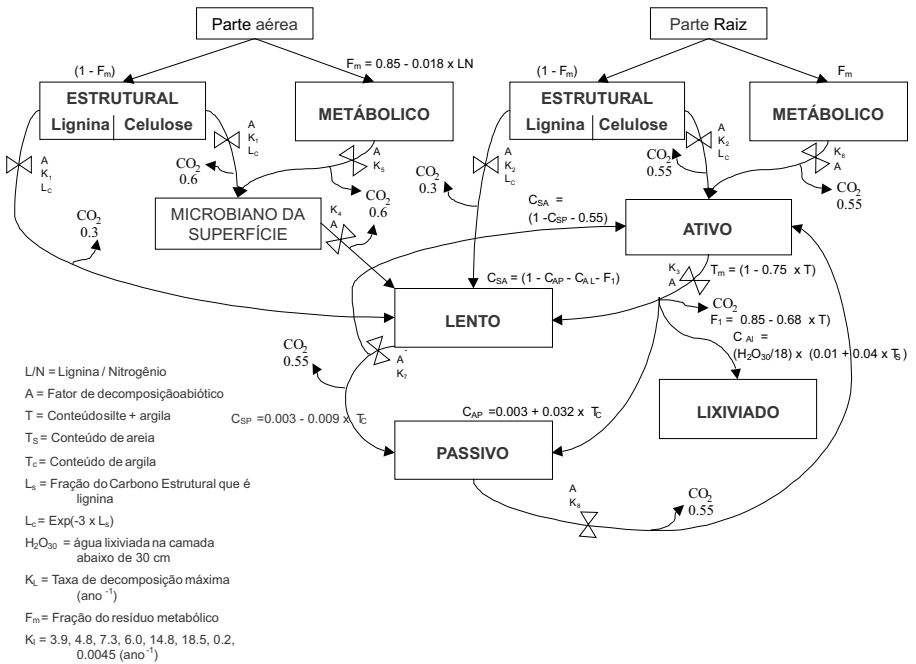 Parte aérea
Parte Raiz
(1 - Fm)
Fm = 0.85 - 0.018 x LN
(1 - Fm)
Fm
ESTRUTURAL
Lignina | Celulose
METÁBOLICO
ESTRUTURAL
Lignina | Celulose
METÁBOLICO
A
K1
LC
A
K1
LC
A
K5
A
K2
LC
A
K2
LC
K6
A
CO2
0.6
CO2
0.6
CO2
0.3
CO2
0.55
CO2
0.55
MICROBIANO DA
SUPERFÍCIE
K4
A
CSA =
(1 -CSP - 0.55)
ATIVO
CO2
0.3
K3
A
Tm = (1 - 0.75 x T)
CSA = (1 - CAP - CAL - F1)
LENTO
CO2
F1 = 0.85 - 0.68 x T)
CAl =
(H2O30/18) x (0.01 + 0.04 x TS)
CO2
0.55
A
K7
LIXIVIADO
CSP =0.003 - 0.009 x TC
CAP =0.003 + 0.032 x TC
PASSIVO
A
K8
CO2
0.55
L/N = Lignina / Nitrogênio
A = Fator de decomposiçãoabiótico
T = Conteúdosilte + argila
TS = Conteúdo de areia
Tc = Conteúdo de argila
Ls = Fração do Carbono Estrutural que é
lignina
Lc = Exp(-3 x Ls)
H2O30 = água lixiviada na camada
abaixo de 30 cm
KL = Taxa de decomposição máxima
(ano -1)
Fm = Fração do resíduo metabólico
KI = 3.9, 4.8, 7.3, 6.0, 14.8, 18.5, 0.2,
0.0045 (ano-1)